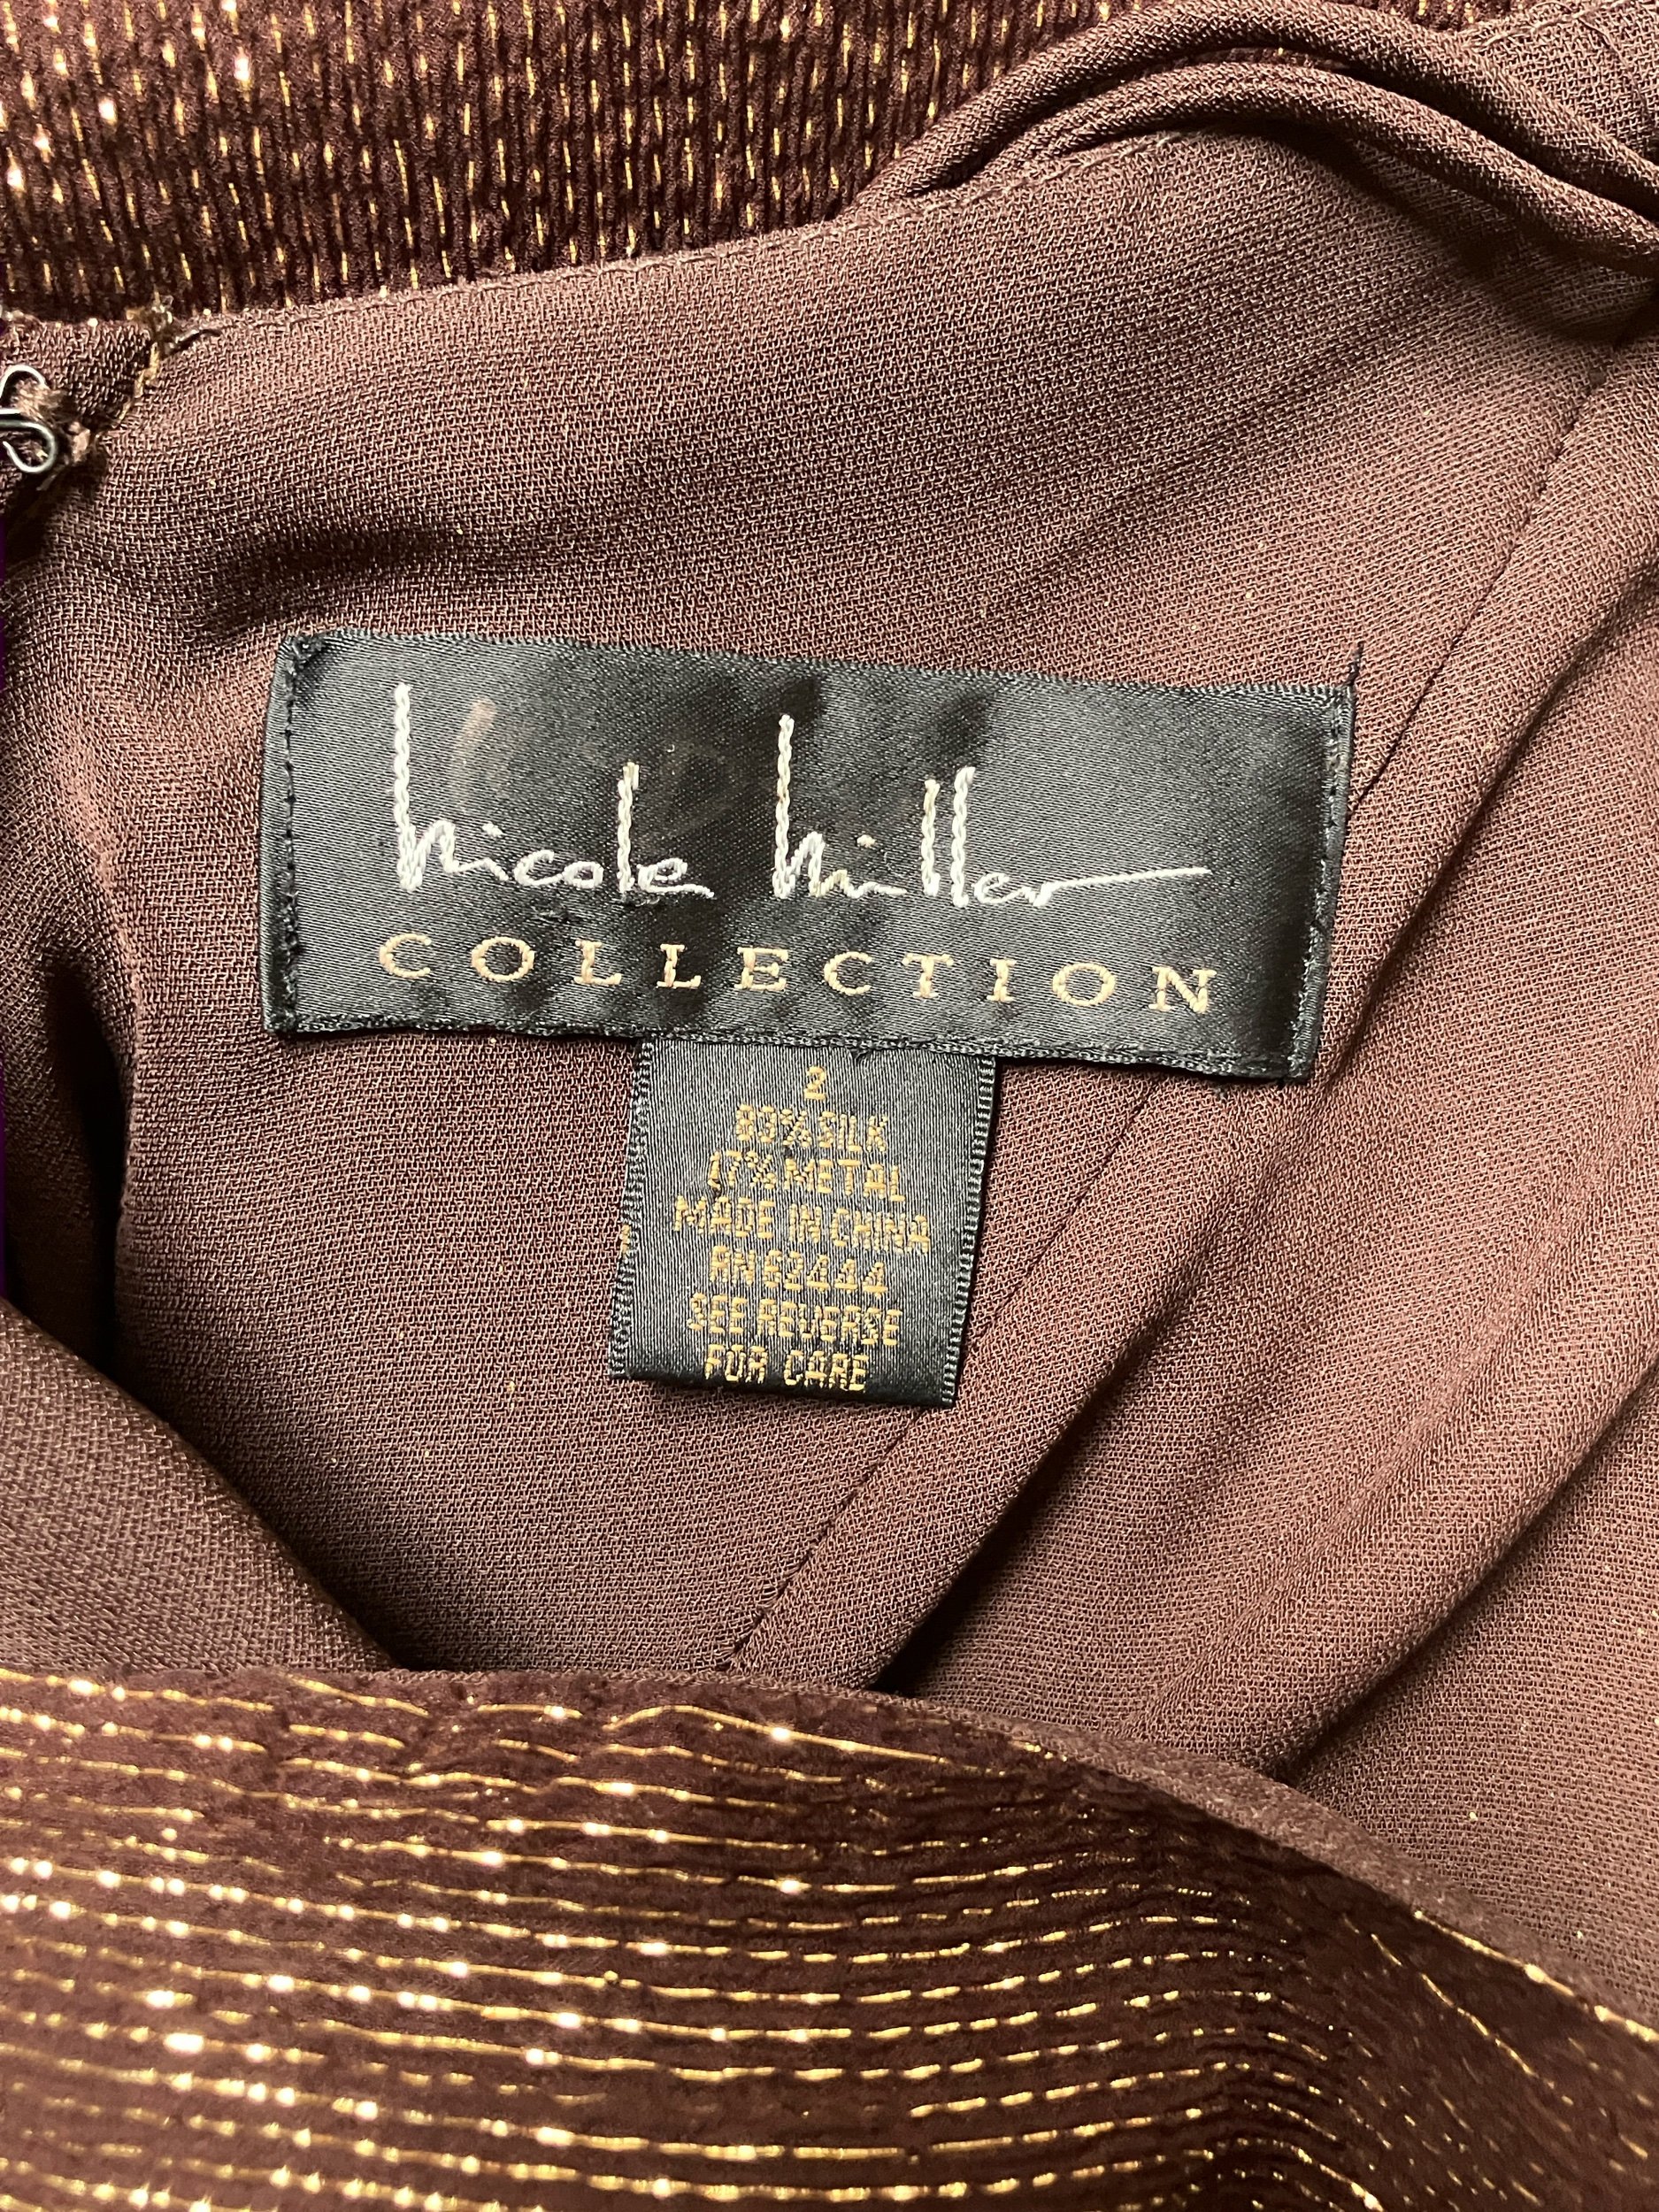 nicole miller
COLLECTION
2
83% SILK
17% METAL
MADE IN CHINA
RN 62444
SEE REVERSE
FOR CARE